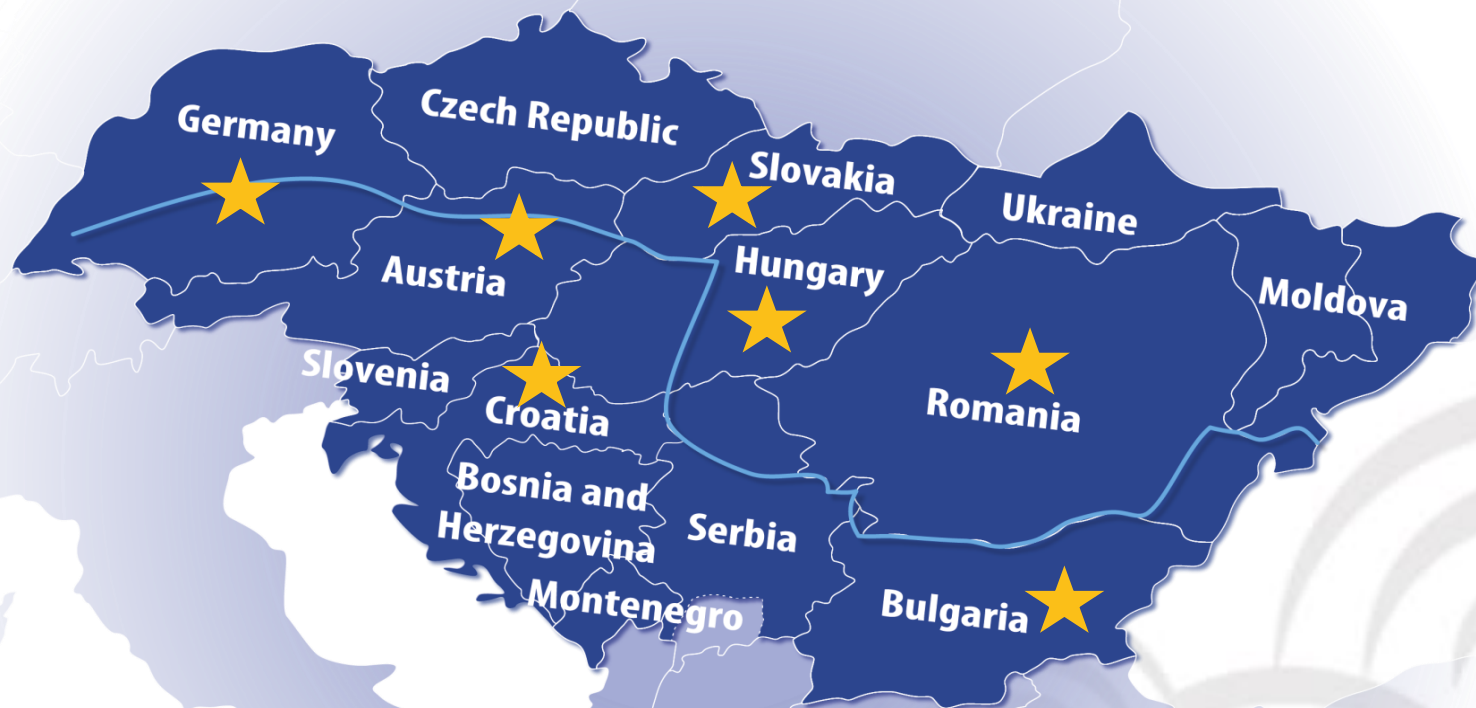 Germany
Czech Republic
Slovakia
Ukraine
Austria
Hungary
Moldova
Slovenia
Croatia
Romania
Bosnia and
Herzegovina
Serbia
Montenegro
Bulgaria